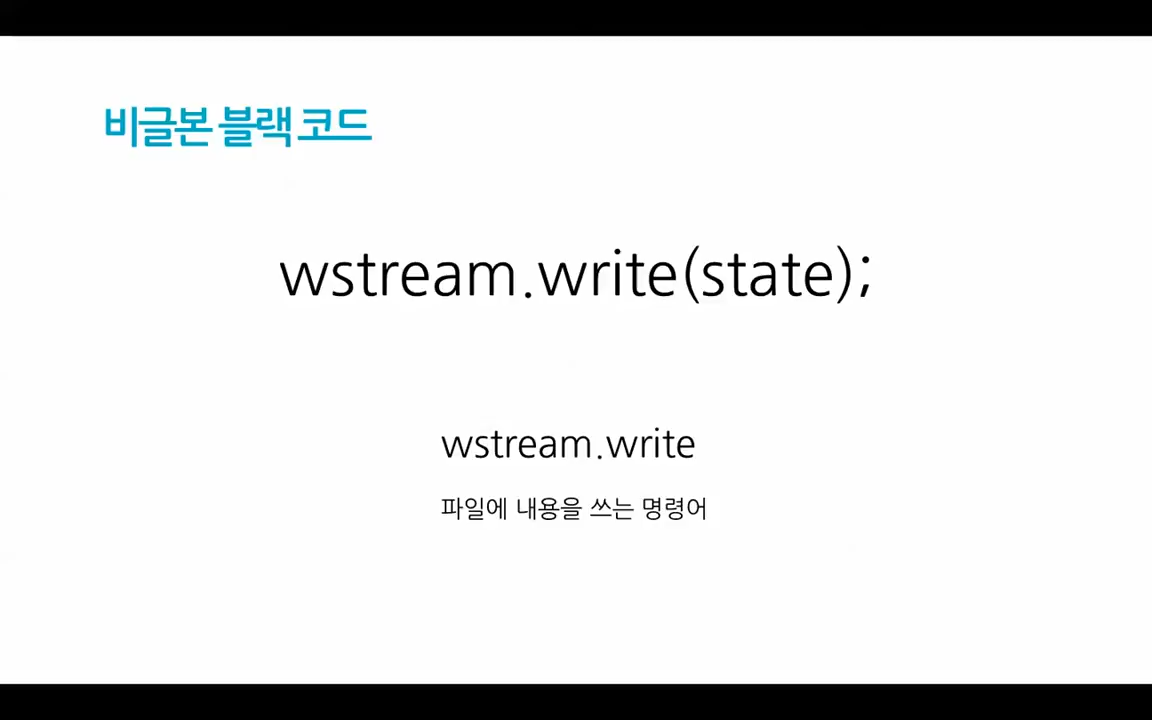 비글본 블랙 코드
wstream.write(state);
wstream.write
파일에 내용을 쓰는 명령어